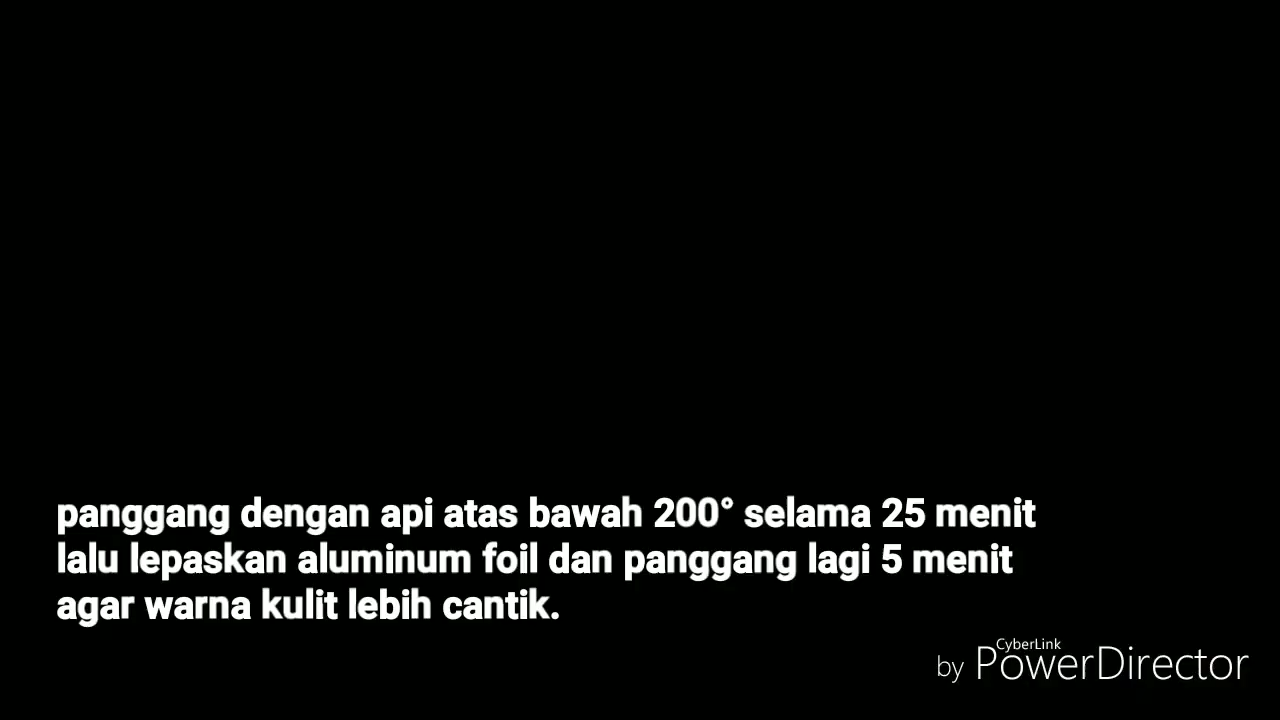 panggang dengan api atas bawah 200° selama 25 menit
lalu lepaskan aluminum foil dan panggang lagi 5 menit
agar warna kulit lebih cantik.
CyberLink
by PowerDirector